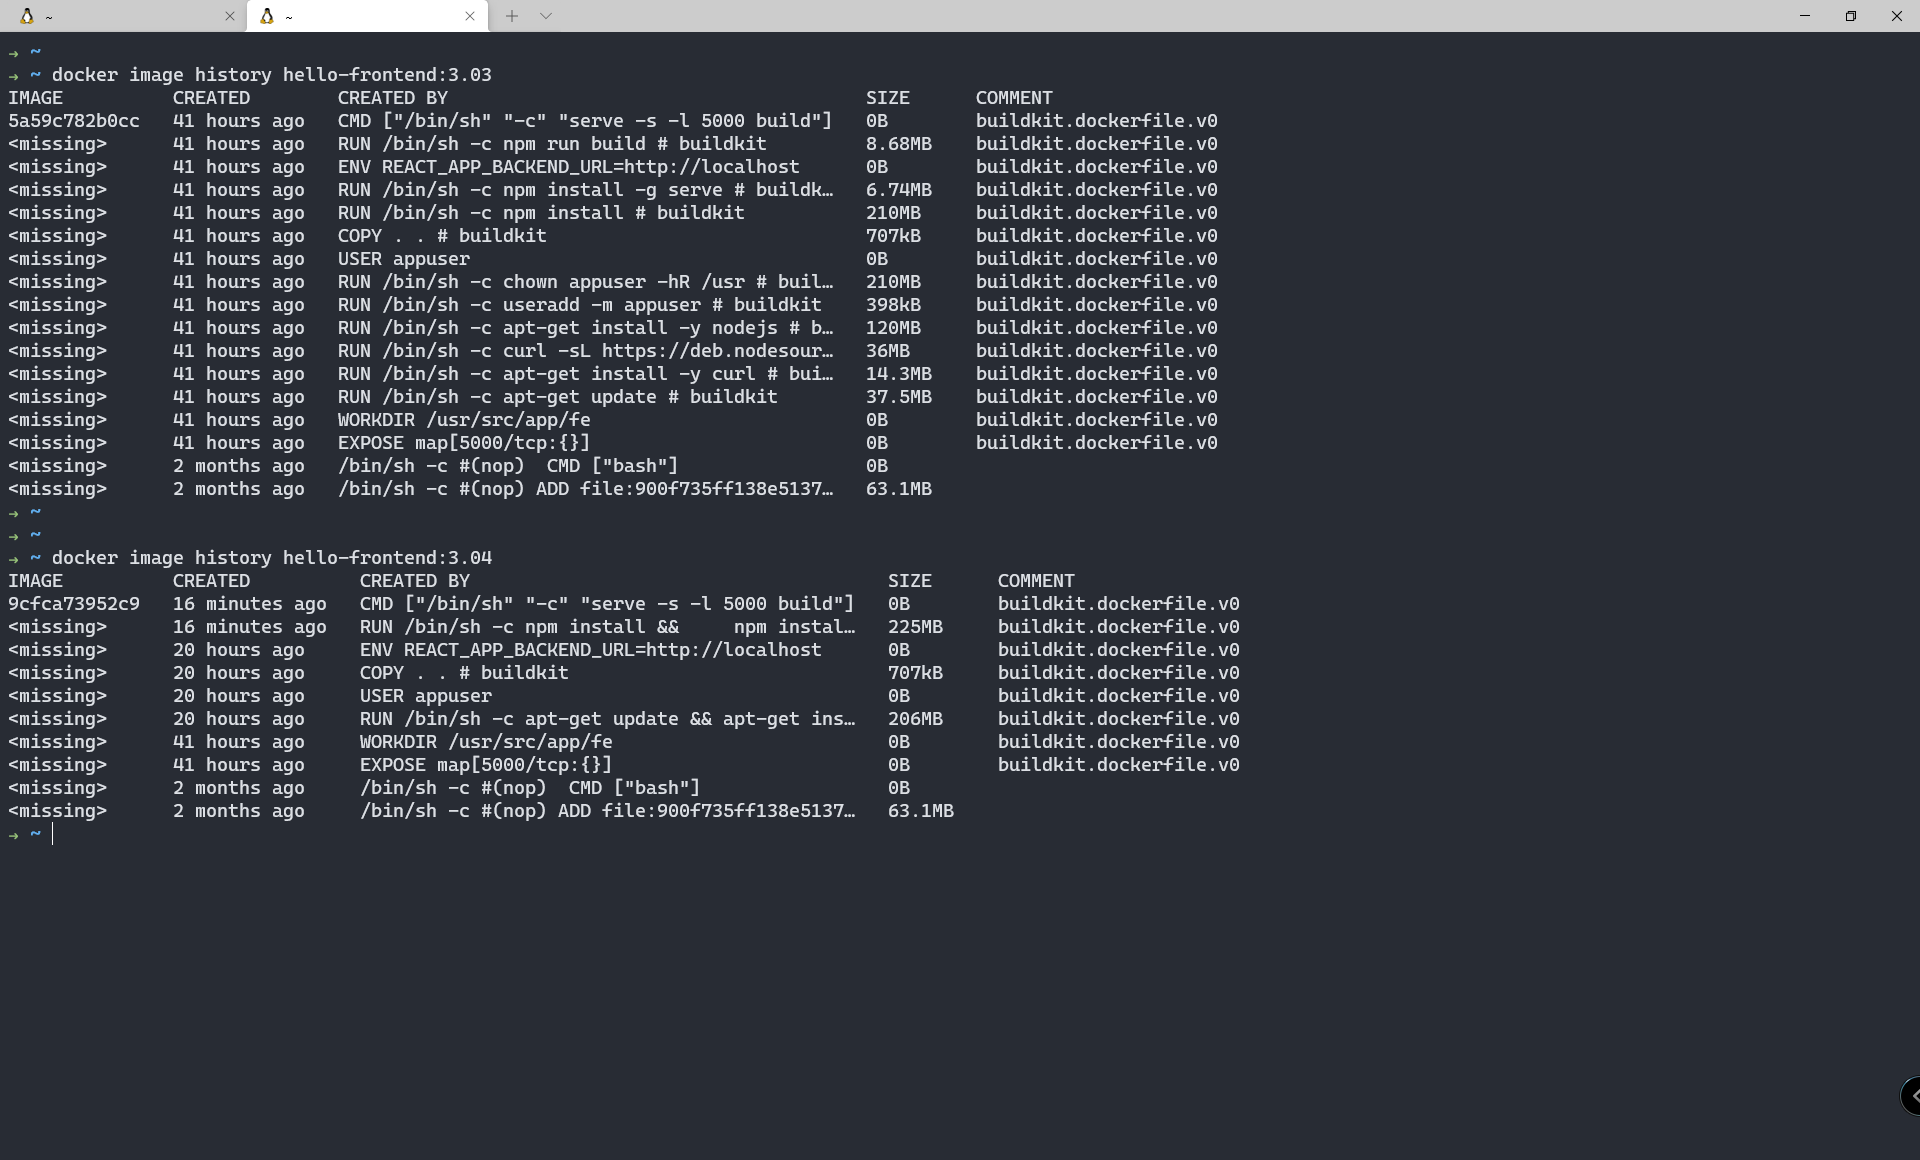 ~
~
→ ~
→ ~ docker image history hello-frontend:3.03
IMAGE          CREATED        CREATED BY                                      SIZE      COMMENT
5a59c782b0cc   41 hours ago   CMD ["/bin/sh" "-c" "serve -s -l 5000 build"]   0B        buildkit.dockerfile.v0
<missing>      41 hours ago   RUN /bin/sh -c npm run build # buildkit         8.68MB    buildkit.dockerfile.v0
<missing>      41 hours ago   ENV REACT_APP_BACKEND_URL=http://localhost      0B        buildkit.dockerfile.v0
<missing>      41 hours ago   RUN /bin/sh -c npm install -g serve # buildk…   6.74MB    buildkit.dockerfile.v0
<missing>      41 hours ago   RUN /bin/sh -c npm install # buildkit           210MB     buildkit.dockerfile.v0
<missing>      41 hours ago   COPY . . # buildkit                             707kB     buildkit.dockerfile.v0
<missing>      41 hours ago   USER appuser                                    0B        buildkit.dockerfile.v0
<missing>      41 hours ago   RUN /bin/sh -c chown appuser -hR /usr # buil…   210MB     buildkit.dockerfile.v0
<missing>      41 hours ago   RUN /bin/sh -c useradd -m appuser # buildkit    398kB     buildkit.dockerfile.v0
<missing>      41 hours ago   RUN /bin/sh -c apt-get install -y nodejs # b…   120MB     buildkit.dockerfile.v0
<missing>      41 hours ago   RUN /bin/sh -c curl -sL https://deb.nodesour…   36MB      buildkit.dockerfile.v0
<missing>      41 hours ago   RUN /bin/sh -c apt-get install -y curl # bui…   14.3MB    buildkit.dockerfile.v0
<missing>      41 hours ago   RUN /bin/sh -c apt-get update # buildkit        37.5MB    buildkit.dockerfile.v0
<missing>      41 hours ago   WORKDIR /usr/src/app/fe                         0B        buildkit.dockerfile.v0
<missing>      41 hours ago   EXPOSE map[5000/tcp:{}]                         0B        buildkit.dockerfile.v0
<missing>      2 months ago   /bin/sh -c #(nop)  CMD ["bash"]                 0B
<missing>      2 months ago   /bin/sh -c #(nop) ADD file:900f735ff138e5137…   63.1MB
→ ~
→ ~
→ ~ docker image history hello-frontend:3.04
IMAGE          CREATED          CREATED BY                                      SIZE      COMMENT
9cfca73952c9   16 minutes ago   CMD ["/bin/sh" "-c" "serve -s -l 5000 build"]   0B        buildkit.dockerfile.v0
<missing>      16 minutes ago   RUN /bin/sh -c npm install &&     npm instal…   225MB     buildkit.dockerfile.v0
<missing>      20 hours ago     ENV REACT_APP_BACKEND_URL=http://localhost      0B        buildkit.dockerfile.v0
<missing>      20 hours ago     COPY . . # buildkit                             707kB     buildkit.dockerfile.v0
<missing>      20 hours ago     USER appuser                                    0B        buildkit.dockerfile.v0
<missing>      20 hours ago     RUN /bin/sh -c apt-get update && apt-get ins…   206MB     buildkit.dockerfile.v0
<missing>      41 hours ago     WORKDIR /usr/src/app/fe                         0B        buildkit.dockerfile.v0
<missing>      41 hours ago     EXPOSE map[5000/tcp:{}]                         0B        buildkit.dockerfile.v0
<missing>      2 months ago     /bin/sh -c #(nop)  CMD ["bash"]                 0B
<missing>      2 months ago     /bin/sh -c #(nop) ADD file:900f735ff138e5137…   63.1MB
→ ~